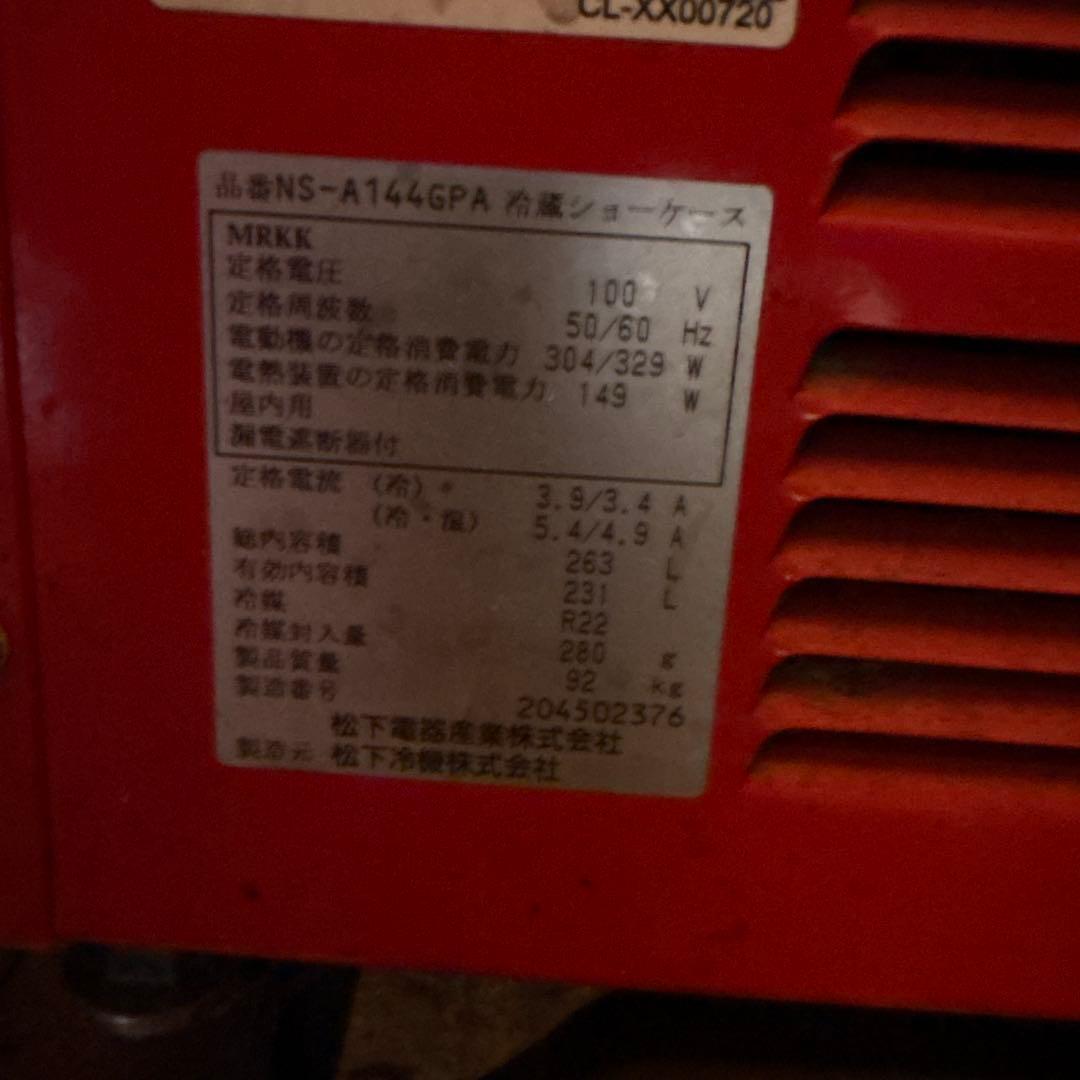 CL-XX00720
品番NS-A144GPA 冷蔵ショーケース
MRKK
定格電圧 100 V
定格周波数 50/60 Hz
電動機の定格消費電力 304/329 W
電熱装置の定格消費電力 149 W
屋内用
漏電遮断器付
定格電流 (冷) 3.9/3.4 A
(冷・温) 5.4/4.9 A
総内容積 263 L
有効内容積 231 L
冷媒 R22
冷媒封入量 280 g
製品質量 92 kg
製造番号 204502376
松下電器産業株式会社
製造元 松下冷機株式会社